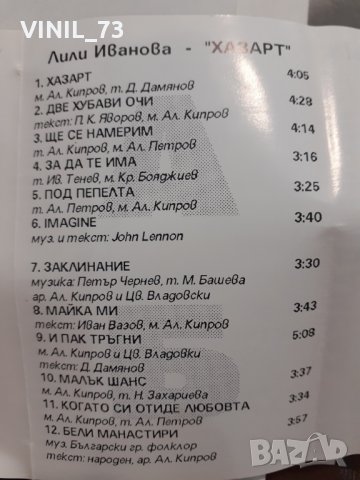 VINIL_73
Лили Иванова - "ХАЗАРТ"
1. ХАЗАРТ 4:05
м. Ал. Кипров, т. Д. Дамянов
2. ДВЕ ХУБАВИ ОЧИ 4:28
текст: П. К. Яворов, м. Ал. Кипров
3. ЩЕ СЕ НАМЕРИМ 4:14
т. Ал. Кипров, м. Ал. Петров
4. ЗА ДА ТЕ ИМА 3:16
т. Ив. Тенев, м. Кр. Бояджиев
5. ПОД ПЕПЕЛТА 3:25
т. Ал. Петров, м. Ал. Кипров
6. IMAGINE 3:40
муз. и текст: John Lennon
7. ЗАКЛИНАНИЕ 3:30
музика: Петър Чернев, т. М. Башева
ар. Ал. Кипров и Цв. Владовски
8. МАЙКА МИ 3:43
текст: Иван Вазов, м. Ал. Кипров
9. И ПАК ТРЪГНИ 5:08
м. Ал. Кипров и Цв. Владовки
текст: Д. Дамянов
10. МАЛЪК ШАНС 3:37
м. Ал. Кипров, т. Н. Захариева
11. КОГАТО СИ ОТИДЕ ЛЮБОВТА 3:34
м. Ал. Кипров, т. Ал. Петров
12. БЕЛИ МАНАСТИРИ 3:57
муз. Български гр. фолклор
текст: народен, ар. Ал. Кипров
bazar.bg